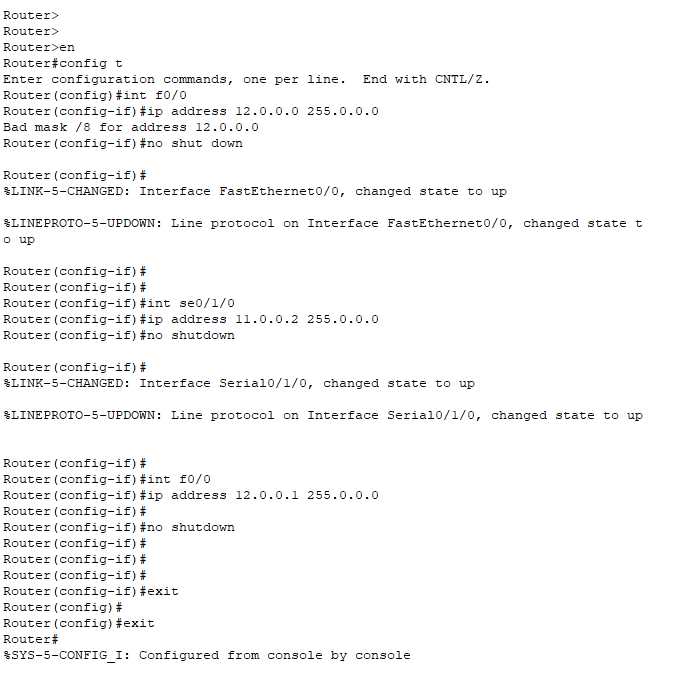 Router>
Router>
Router>en
Router#config t
Enter configuration commands, one per line.  End with CNTL/Z.
Router(config)#int f0/0
Router(config-if)#ip address 12.0.0.0 255.0.0.0
Bad mask /8 for address 12.0.0.0
Router(config-if)#no shut down
Router(config-if)#
%LINK-5-CHANGED: Interface FastEthernet0/0, changed state to up
%LINEPROTO-5-UPDOWN: Line protocol on Interface FastEthernet0/0, changed state t
o up
Router(config-if)#
Router(config-if)#
Router(config-if)#int se0/1/0
Router(config-if)#ip address 11.0.0.2 255.0.0.0
Router(config-if)#no shutdown
Router(config-if)#
%LINK-5-CHANGED: Interface Serial0/1/0, changed state to up
%LINEPROTO-5-UPDOWN: Line protocol on Interface Serial0/1/0, changed state to up
Router(config-if)#
Router(config-if)#int f0/0
Router(config-if)#ip address 12.0.0.1 255.0.0.0
Router(config-if)#
Router(config-if)#no shutdown
Router(config-if)#
Router(config-if)#
Router(config-if)#
Router(config-if)#exit
Router(config)#
Router(config)#exit
Router#
%SYS-5-CONFIG_I: Configured from console by console